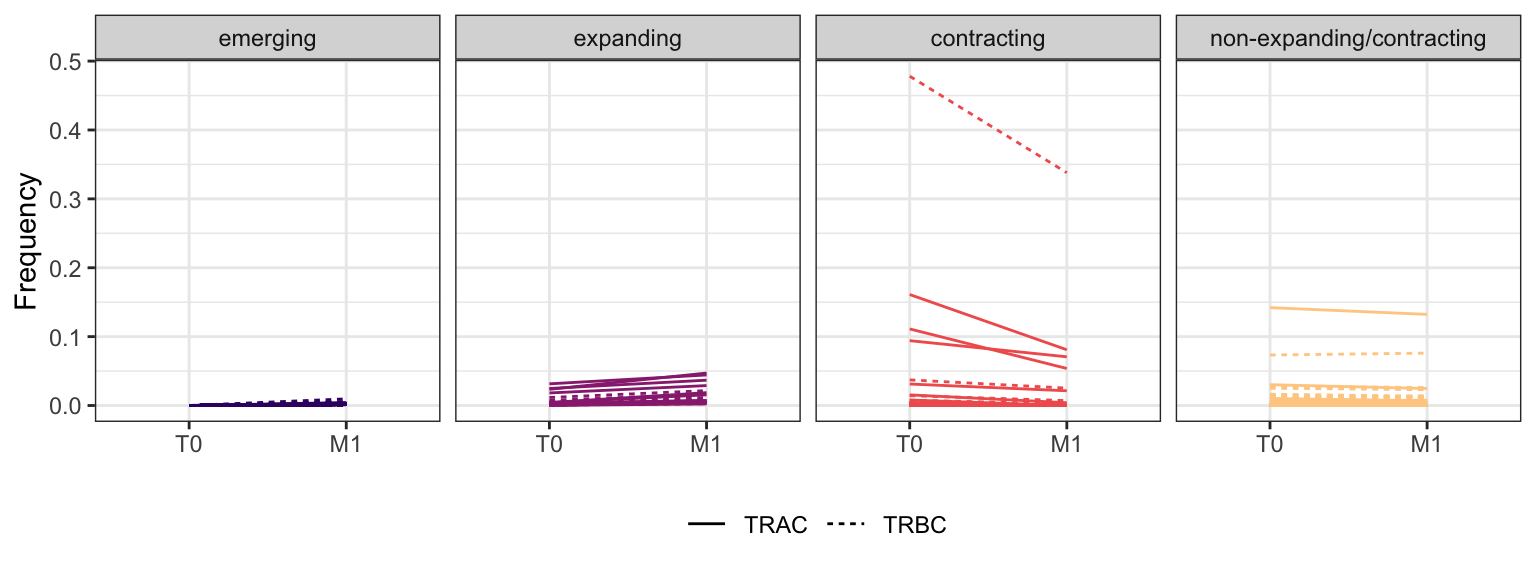 emerging expanding contracting non-expanding/contracting
Frequency
0.5
0.4
0.3
0.2
0.1
0.0
T0 M1 T0 M1 T0 M1 T0 M1
TRAC TRBC